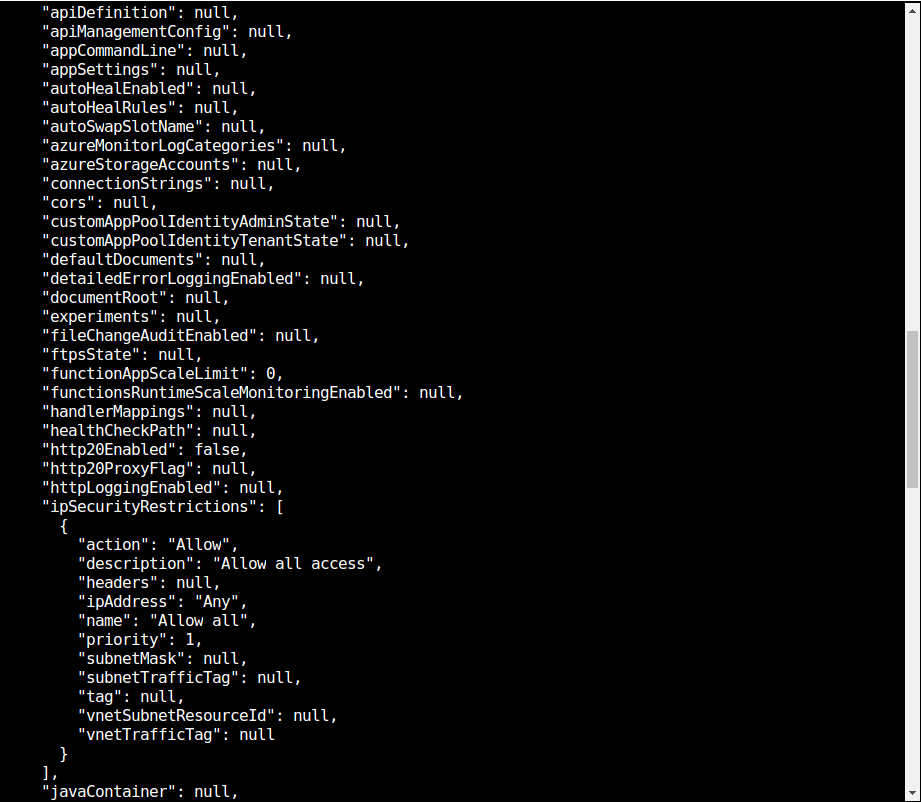 "apiDefinition": null,
"apiManagementConfig": null,
"appCommandLine": null,
"appSettings": null,
"autoHealEnabled": null,
"autoHealRules": null,
"autoSwapSlotName": null,
"azureMonitorLogCategories": null,
"azureStorageAccounts": null,
"connectionStrings": null,
"cors": null,
"customAppPoolIdentityAdminState": null,
"customAppPoolIdentityTenantState": null,
"defaultDocuments": null,
"detailedErrorLoggingEnabled": null,
"documentRoot": null,
"experiments": null,
"fileChangeAuditEnabled": null,
"ftpsState": null,
"functionAppScaleLimit": 0,
"functionsRuntimeScaleMonitoringEnabled": null,
"handlerMappings": null,
"healthCheckPath": null,
"http20Enabled": false,
"http20ProxyFlag": null,
"httpLoggingEnabled": null,
"ipSecurityRestrictions": [
{
"action": "Allow",
"description": "Allow all access",
"headers": null,
"ipAddress": "Any",
"name": "Allow all",
"priority": 1,
"subnetMask": null,
"subnetTrafficTag": null,
"tag": null,
"vnetSubnetResourceId": null,
"vnetTrafficTag": null
}
],
"javaContainer": null,